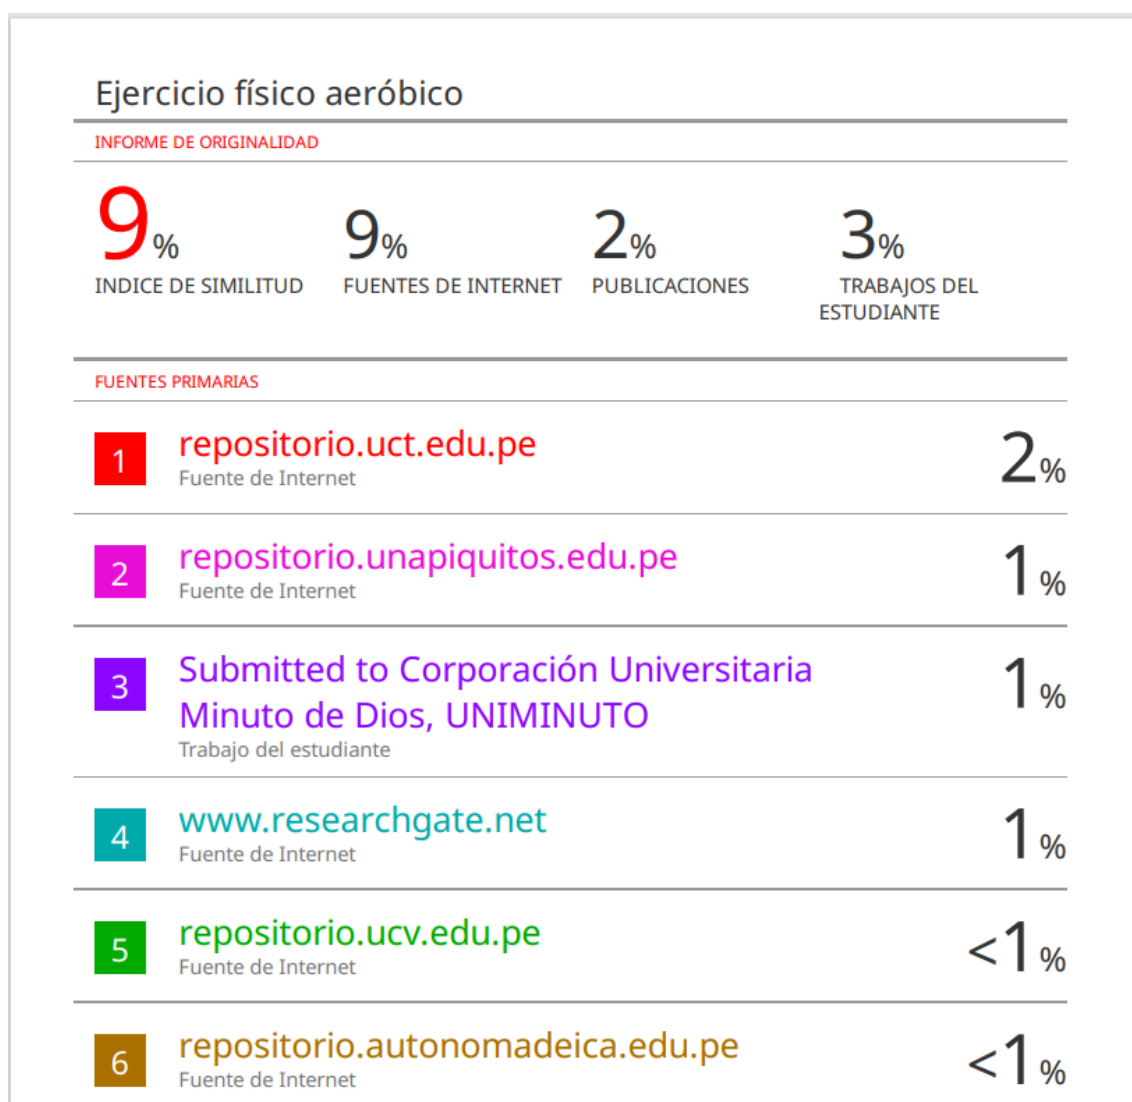 Ejercicio físico aeróbico
INFORME DE ORIGINALIDAD
9% 9% 2% 3%
INDICE DE SIMILITUD FUENTES DE INTERNET PUBLICACIONES TRABAJOS DEL
ESTUDIANTE
FUENTES PRIMARIAS
1 repositorio.uct.edu.pe 2%
Fuente de Internet
2 repositorio.unapiquitos.edu.pe 1%
Fuente de Internet
3 Submitted to Corporación Universitaria 1%
Minuto de Dios, UNIMINUTO
Trabajo del estudiante
4 www.researchgate.net 1%
Fuente de Internet
5 repositorio.ucv.edu.pe <1%
Fuente de Internet
6 repositorio.autonomadeica.edu.pe <1%
Fuente de Internet